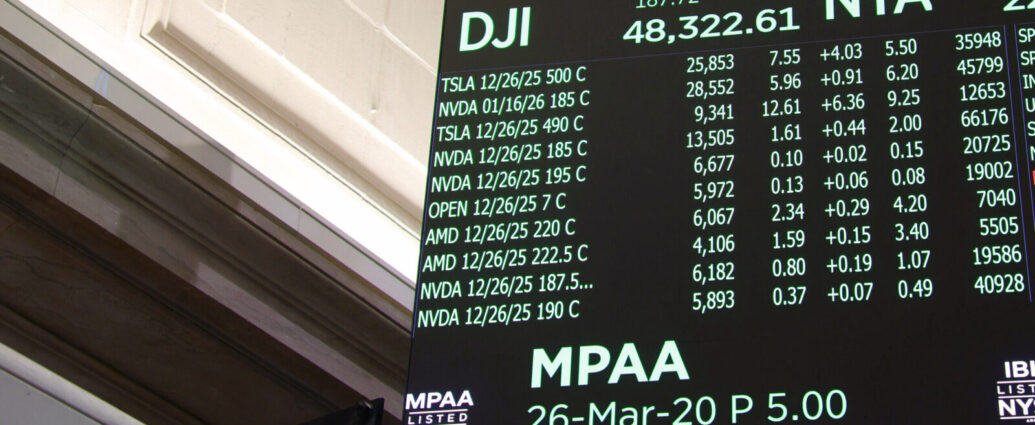 DJI 48,322.61 NYA
TSLA 12/26/25 500 C 25,853 7.55 +4.03 5.50 35948
NVDA 01/16/26 185 C 28,552 5.96 +0.91 6.20 45799
TSLA 12/26/25 490 C 9,341 12.61 +6.36 9.25 12653
NVDA 12/26/25 185 C 13,505 1.61 +0.44 2.00 66176
NVDA 12/26/25 195 C 6,677 0.10 +0.02 0.15 20725
OPEN 12/26/25 7 C 5,972 0.13 +0.06 0.08 19002
AMD 12/26/25 220 C 6,067 2.34 +0.29 4.20 7040
AMD 12/26/25 222.5 C 4,106 1.59 +0.15 3.40 5505
NVDA 12/26/25 187.5... 6,182 0.80 +0.19 1.07 19586
NVDA 12/26/25 190 C 5,893 0.37 +0.07 0.49 40928
MPAA
26-Mar-20 P 5.00
MPAA
LISTED